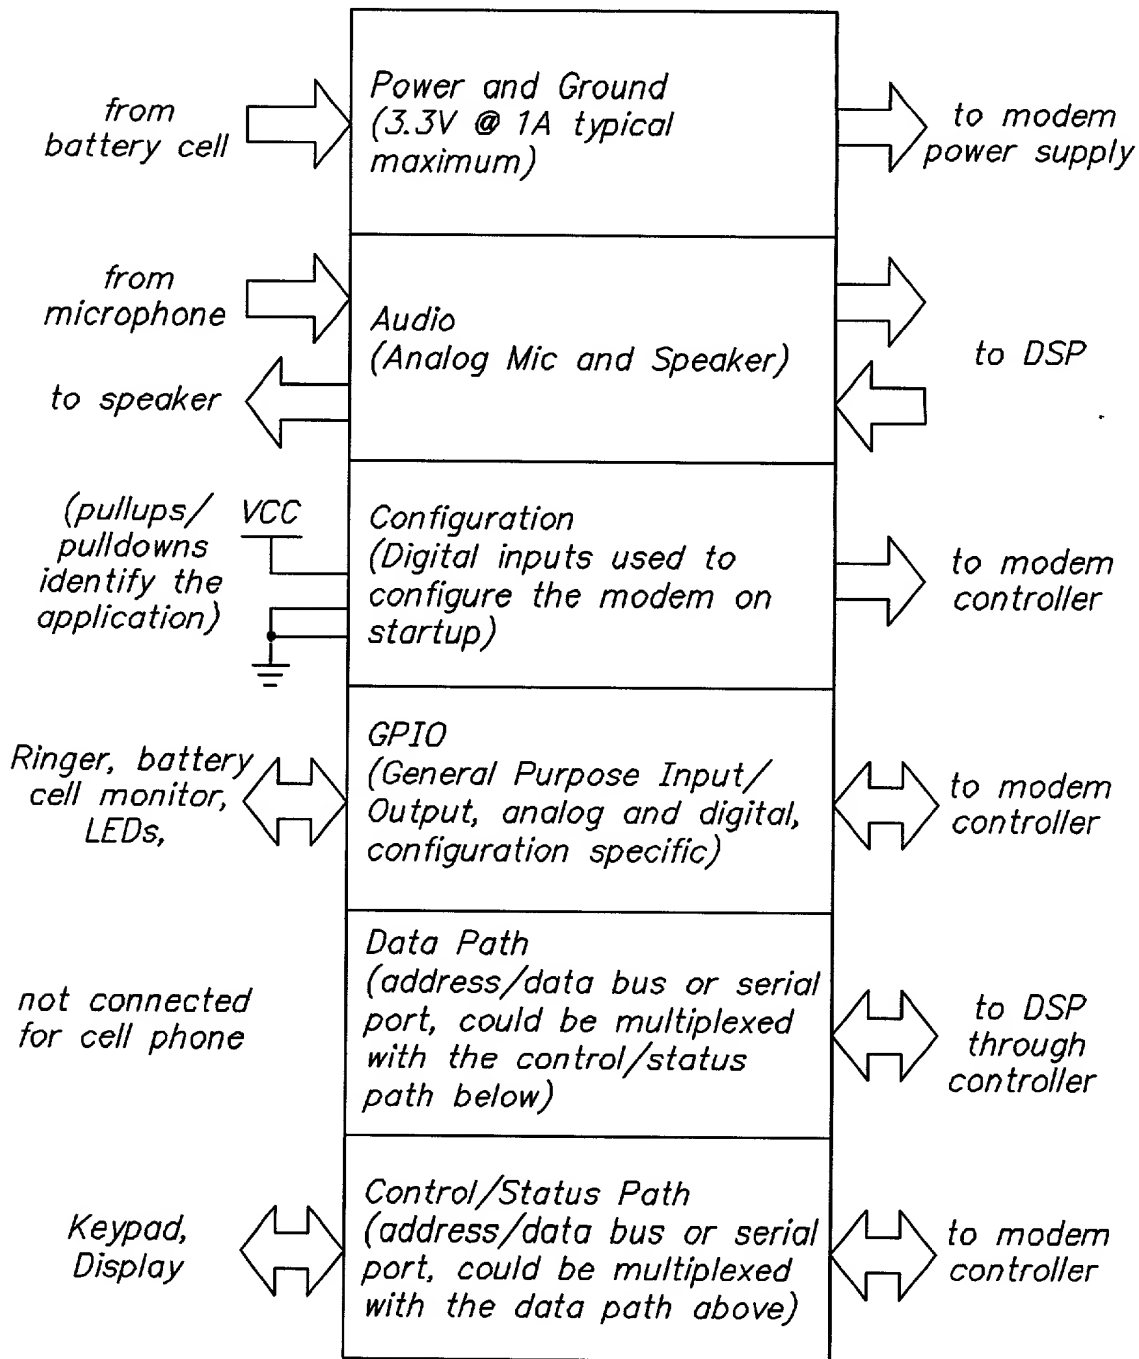 from
battery cell
Power and Ground
(3.3V @ 1A typical
maximum)
to modem
power supply
from
microphone
to speaker
Audio
(Analog Mic and Speaker)
to DSP
(pullups/
pulldowns
identify the
application)
VCC
Configuration
(Digital inputs used to
configure the modem on
startup)
to modem
controller
Ringer, battery
cell monitor,
LEDs,
GPIO
(General Purpose Input/
Output, analog and digital,
configuration specific)
to modem
controller
not connected
for cell phone
Data Path
(address/data bus or serial
port, could be multiplexed
with the control/status
path below)
to DSP
through
controller
Keypad,
Display
Control/Status Path
(address/data bus or serial
port, could be multiplexed
with the data path above)
to modem
controller